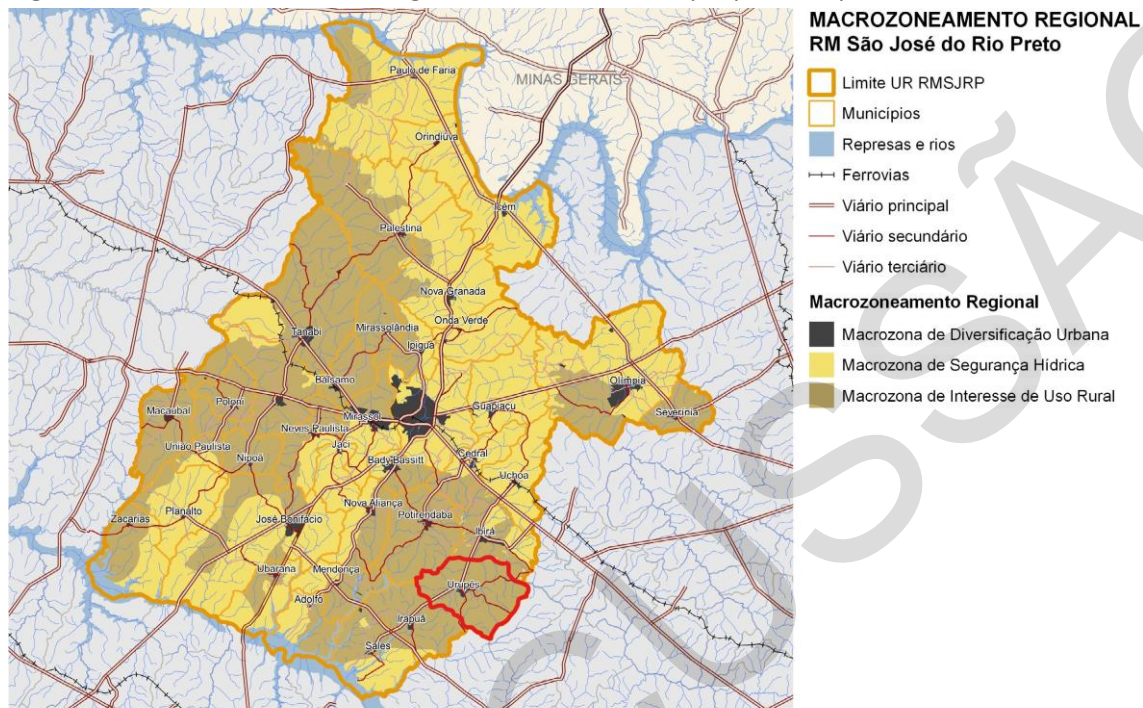 MACROZONEAMENTO REGIONAL
RM São José do Rio Preto
Limite UR RMSJRP
Municípios
Represas e rios
Ferrovias
Viário principal
Viário secundário
Viário terciário
Macrozoneamento Regional
Macrozona de Diversificação Urbana
Macrozona de Segurança Hídrica
Macrozona de Interesse de Uso Rural
Paulo de Faria
MINAS GERAIS
Orindiúva
Icém
Palestina
Nova Granada
Onda Verde
Mirassolândia
Tanabi
Ipiguá
Bálsamo
Olímpia
Macaubal
Poloni
Mirassol
Guapiaçu
Severínia
Neves Paulista
Jaci
União Paulista
Nipoã
Bady Bassitt
Cedral
Uchoa
Zacarias
Planalto
José Bonifácio
Nova Aliança
Potirendaba
Ibirá
Ubarana
Mendonça
Urupês
Adolfo
Irapuã
Sales
CUSSÃO